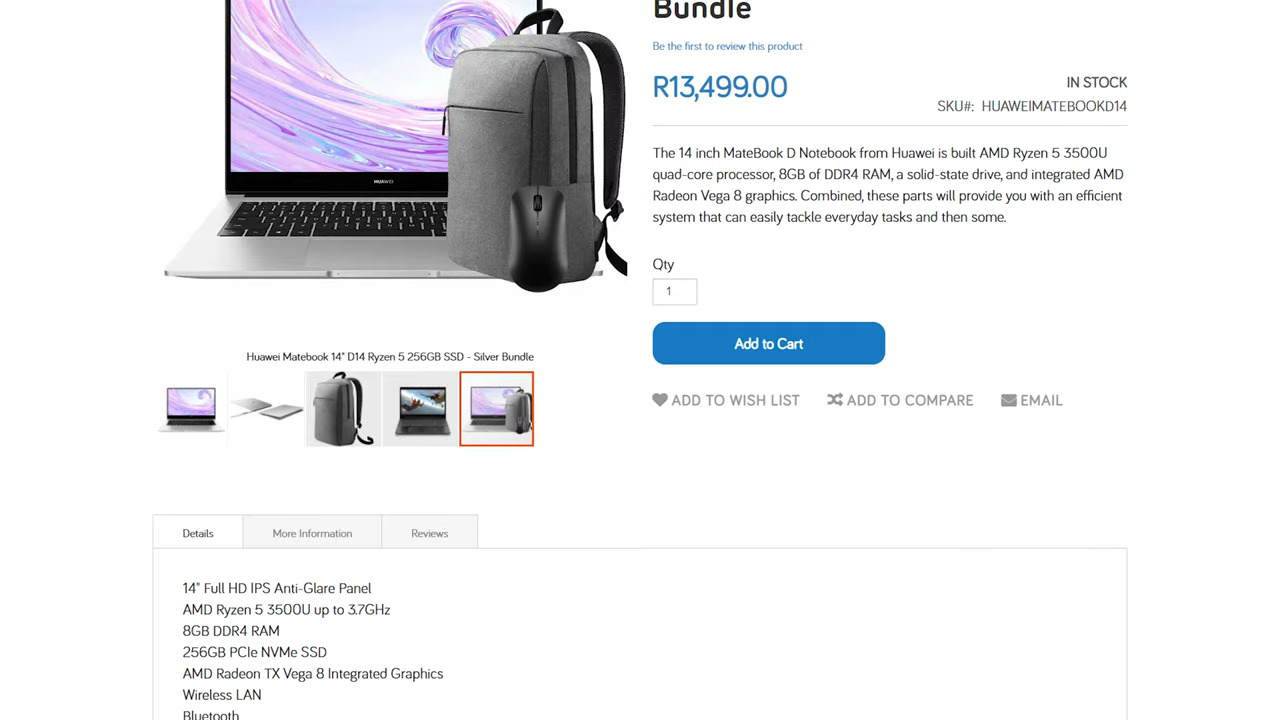 Bundle
Be the first to review this product
R13,499.00
IN STOCK
SKU#: HUAWEIMATEBOOKD14
The 14 inch MateBook D Notebook from Huawei is built AMD Ryzen 5 3500U
quad-core processor, 8GB of DDR4 RAM, a solid-state drive, and integrated AMD
Radeon Vega 8 graphics. Combined, these parts will provide you with an efficient
system that can easily tackle everyday tasks and then some.
Qty
1
Add to Cart
ADD TO WISH LIST
ADD TO COMPARE
EMAIL
HUAWEI
Huawei Matebook 14" D14 Ryzen 5 256GB SSD - Silver Bundle
Details
More Information
Reviews
14" Full HD IPS Anti-Glare Panel
AMD Ryzen 5 3500U up to 3.7GHz
8GB DDR4 RAM
256GB PCIe NVMe SSD
AMD Radeon TX Vega 8 Integrated Graphics
Wireless LAN
Bluetooth